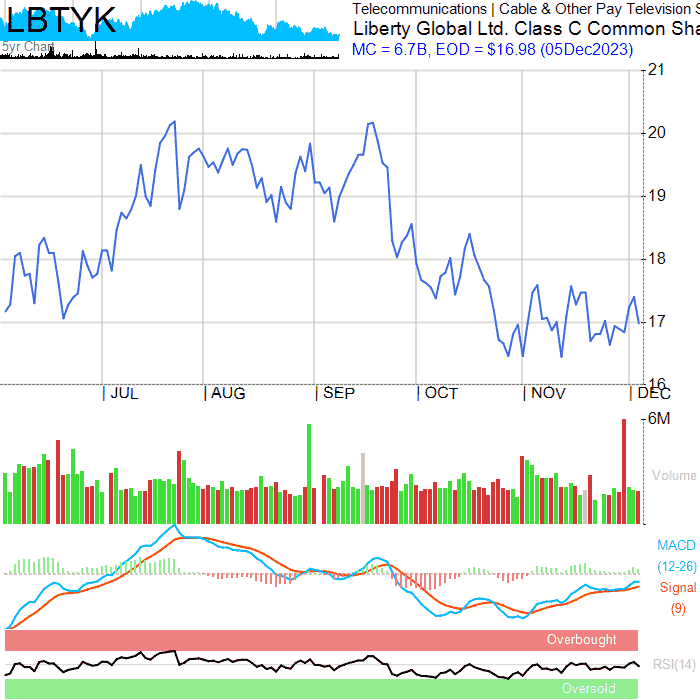 LBTYK
5yr Chart
Telecommunications | Cable & Other Pay Television S
Liberty Global Ltd. Class C Common Sha
MC = 6.7B, EOD = $16.98 (05Dec2023)
21
20
19
18
17
16
| JUL | AUG | SEP | OCT | NOV | DEC
6M
Volume
MACD
(12-26)
Signal
(9)
Overbought
RSI(14)
Oversold